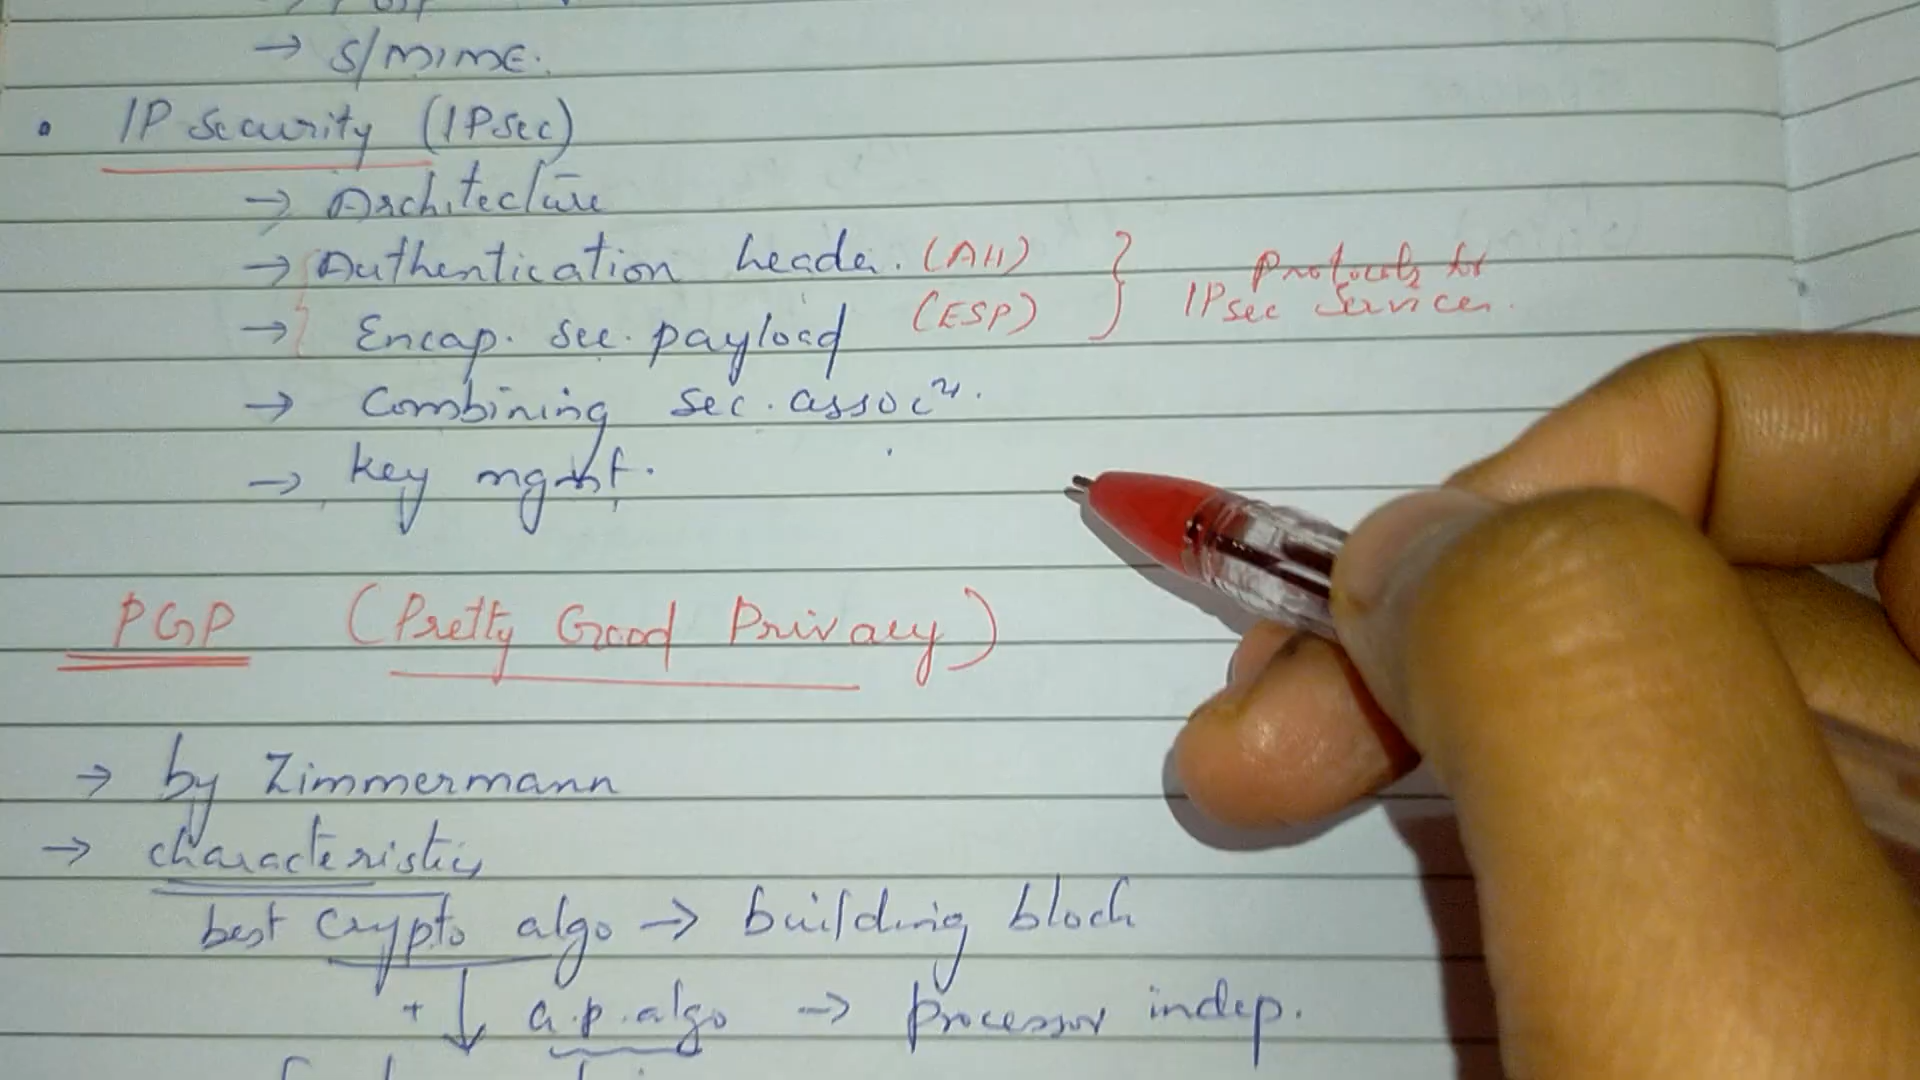 → S/MIME.
• IP Security (IPsec)
→ Architecture
→ Authentication header. (AH)
→ Encap. sec. payload (ESP)
} Protocols for
IPsec Services.
→ Combining sec. assocⁿ.
→ key mgmt.
PGP (Pretty Good Privacy)
→ by Zimmermann
→ characteristics
best crypto algo → building block
+ ↓ a.p. algo → processor indep.